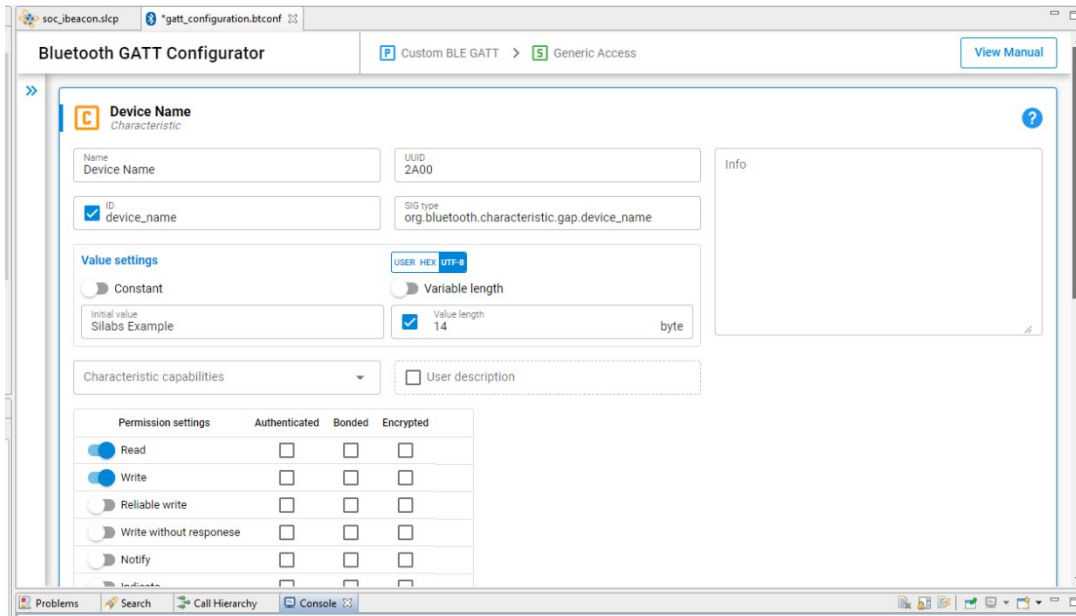 soc_ibeacon.slcp
*gatt_configuration.btconf
Bluetooth GATT Configurator
P Custom BLE GATT > S Generic Access
View Manual
C
Device Name
Characteristic
?
Name
Device Name
UUID
2A00
Info
ID
device_name
SIG type
org.bluetooth.characteristic.gap.device_name
Value settings
USER HEX UTF-8
Constant
Variable length
Initial value
Silabs Example
Value length
14
byte
Characteristic capabilities
User description
Permission settings Authenticated Bonded Encrypted
Read
Write
Reliable write
Write without responese
Notify
Indicate
Problems Search Call Hierarchy Console